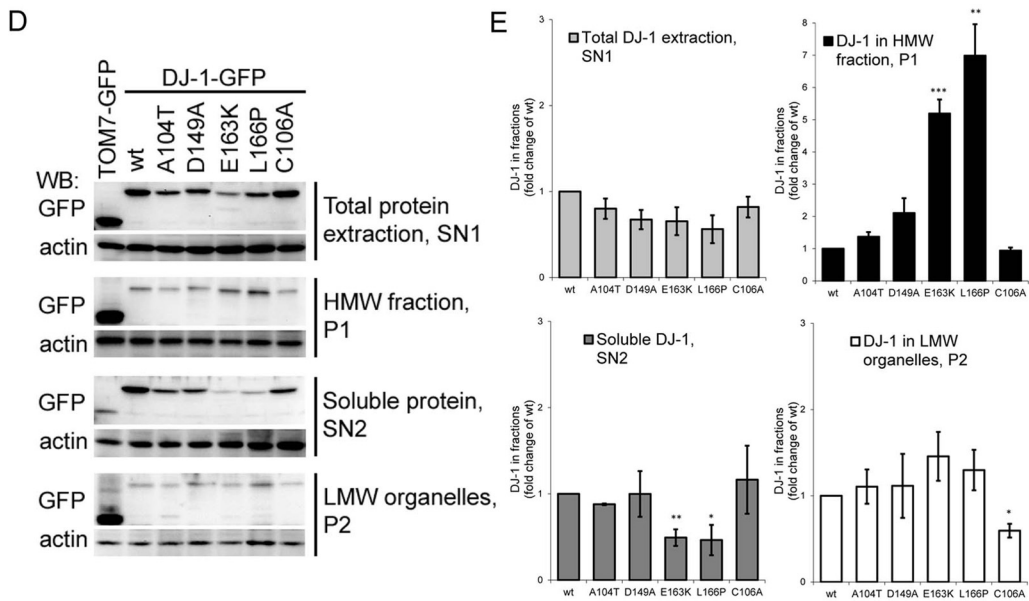 D
DJ-1-GFP
TOM7-GFP
wt
A104T
D149A
E163K
L166P
C106A
WB:
GFP
actin
Total protein
extraction, SN1
GFP
actin
HMW fraction,
P1
GFP
actin
Soluble protein,
SN2
GFP
actin
LMW organelles,
P2
E
DJ-1 in fractions
(fold change of wt)
3
2
1
0
Total DJ-1 extraction,
SN1
wt A104T D149A E163K L166P C106A
DJ-1 in fractions
(fold change of wt)
8
7
6
5
4
3
2
1
0
DJ-1 in HMW
fraction, P1
***
**
wt A104T D149A E163K L166P C106A
DJ-1 in fractions
(fold change of wt)
3
2
1
0
Soluble DJ-1,
SN2
**
*
wt A104T D149A E163K L166P C106A
DJ-1 in fractions
(fold change of wt)
3
2
1
0
DJ-1 in LMW
organelles, P2
*
wt A104T D149A E163K L166P C106A